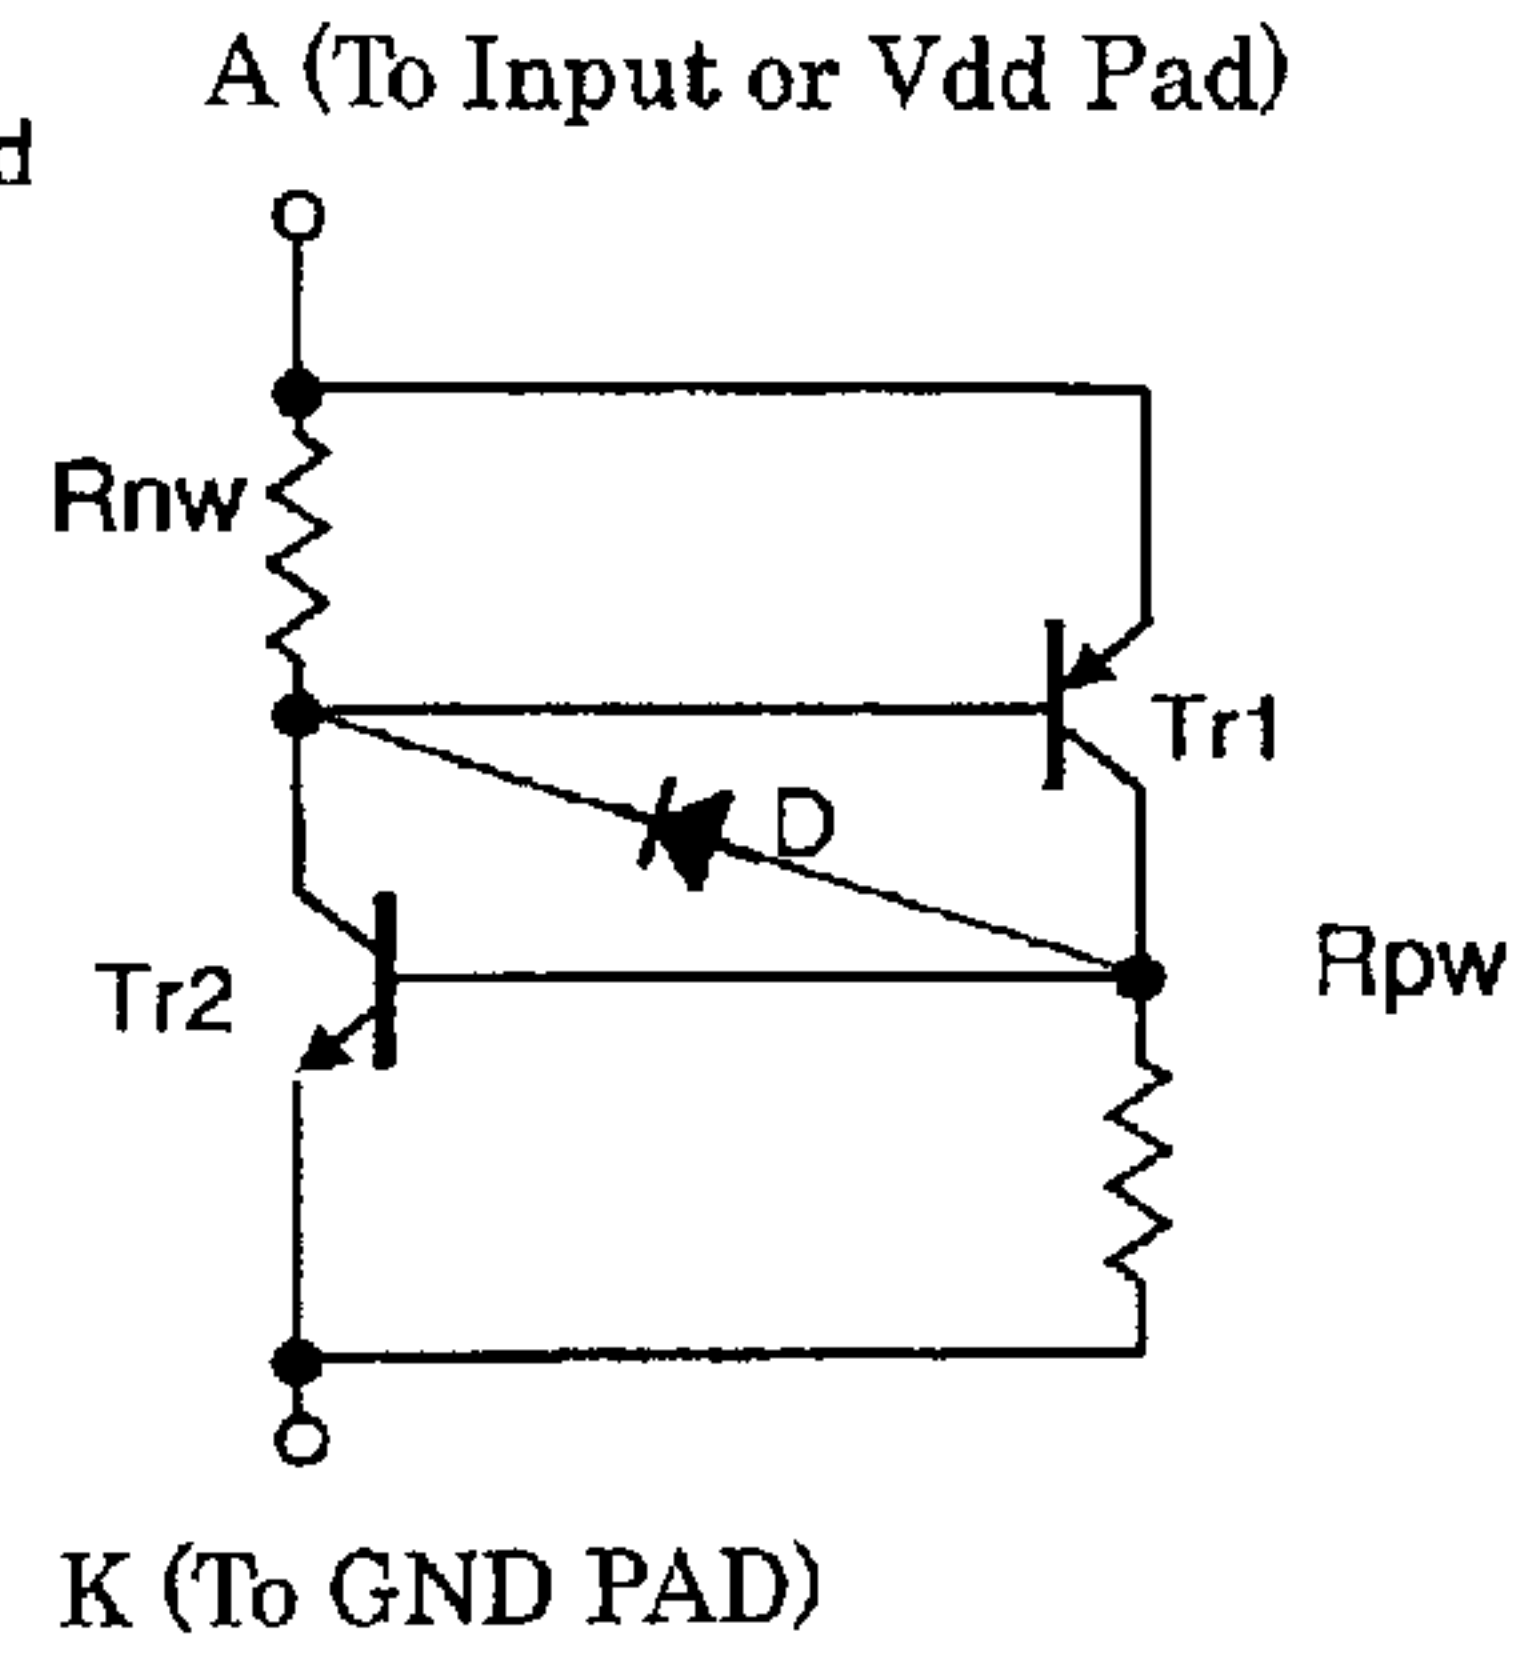 A (To Input or Vdd Pad)
d
Rnw
Tr1
D
Rpw
Tr2
K (To GND PAD)